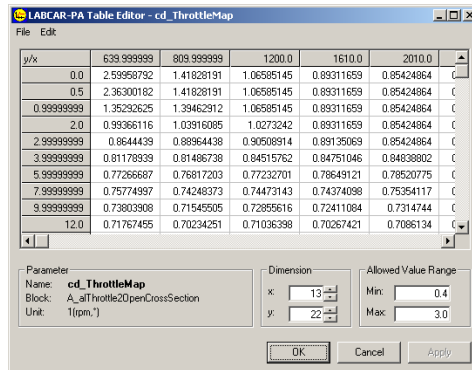 LABCAR-PA Table Editor - cd_ThrottleMap
File Edit
y/x 639.999999 809.999999 1200.0 1610.0 2010.0
0.0 2.59958792 1.41828191 1.06585145 0.89311659 0.85424864
0.5 2.36300182 1.41828191 1.06585145 0.89311659 0.85424864
0.99999999 1.35292625 1.39462912 1.06585145 0.89311659 0.85424864
2.0 0.99366116 1.03916085 1.0273242 0.89311659 0.85424864
2.99999999 0.8644439 0.88964438 0.90508914 0.89135069 0.85424864
3.99999999 0.81178939 0.81486738 0.84515762 0.84751046 0.84838802
5.99999999 0.77266687 0.76817203 0.77232701 0.78649121 0.78520775
7.99999999 0.75774997 0.74248373 0.74473143 0.74374098 0.75354117
9.99999999 0.73803908 0.71545505 0.72855616 0.72411084 0.7314744
12.0 0.71767455 0.70234251 0.71036398 0.70267421 0.7086134
Parameter
Name: cd_ThrottleMap
Block: A_alThrottle2OpenCrossSection
Unit: 1(rpm,°)
Dimension
x: 13
y: 22
Allowed Value Range
Min: 0.4
Max: 3.0
OK Cancel Apply